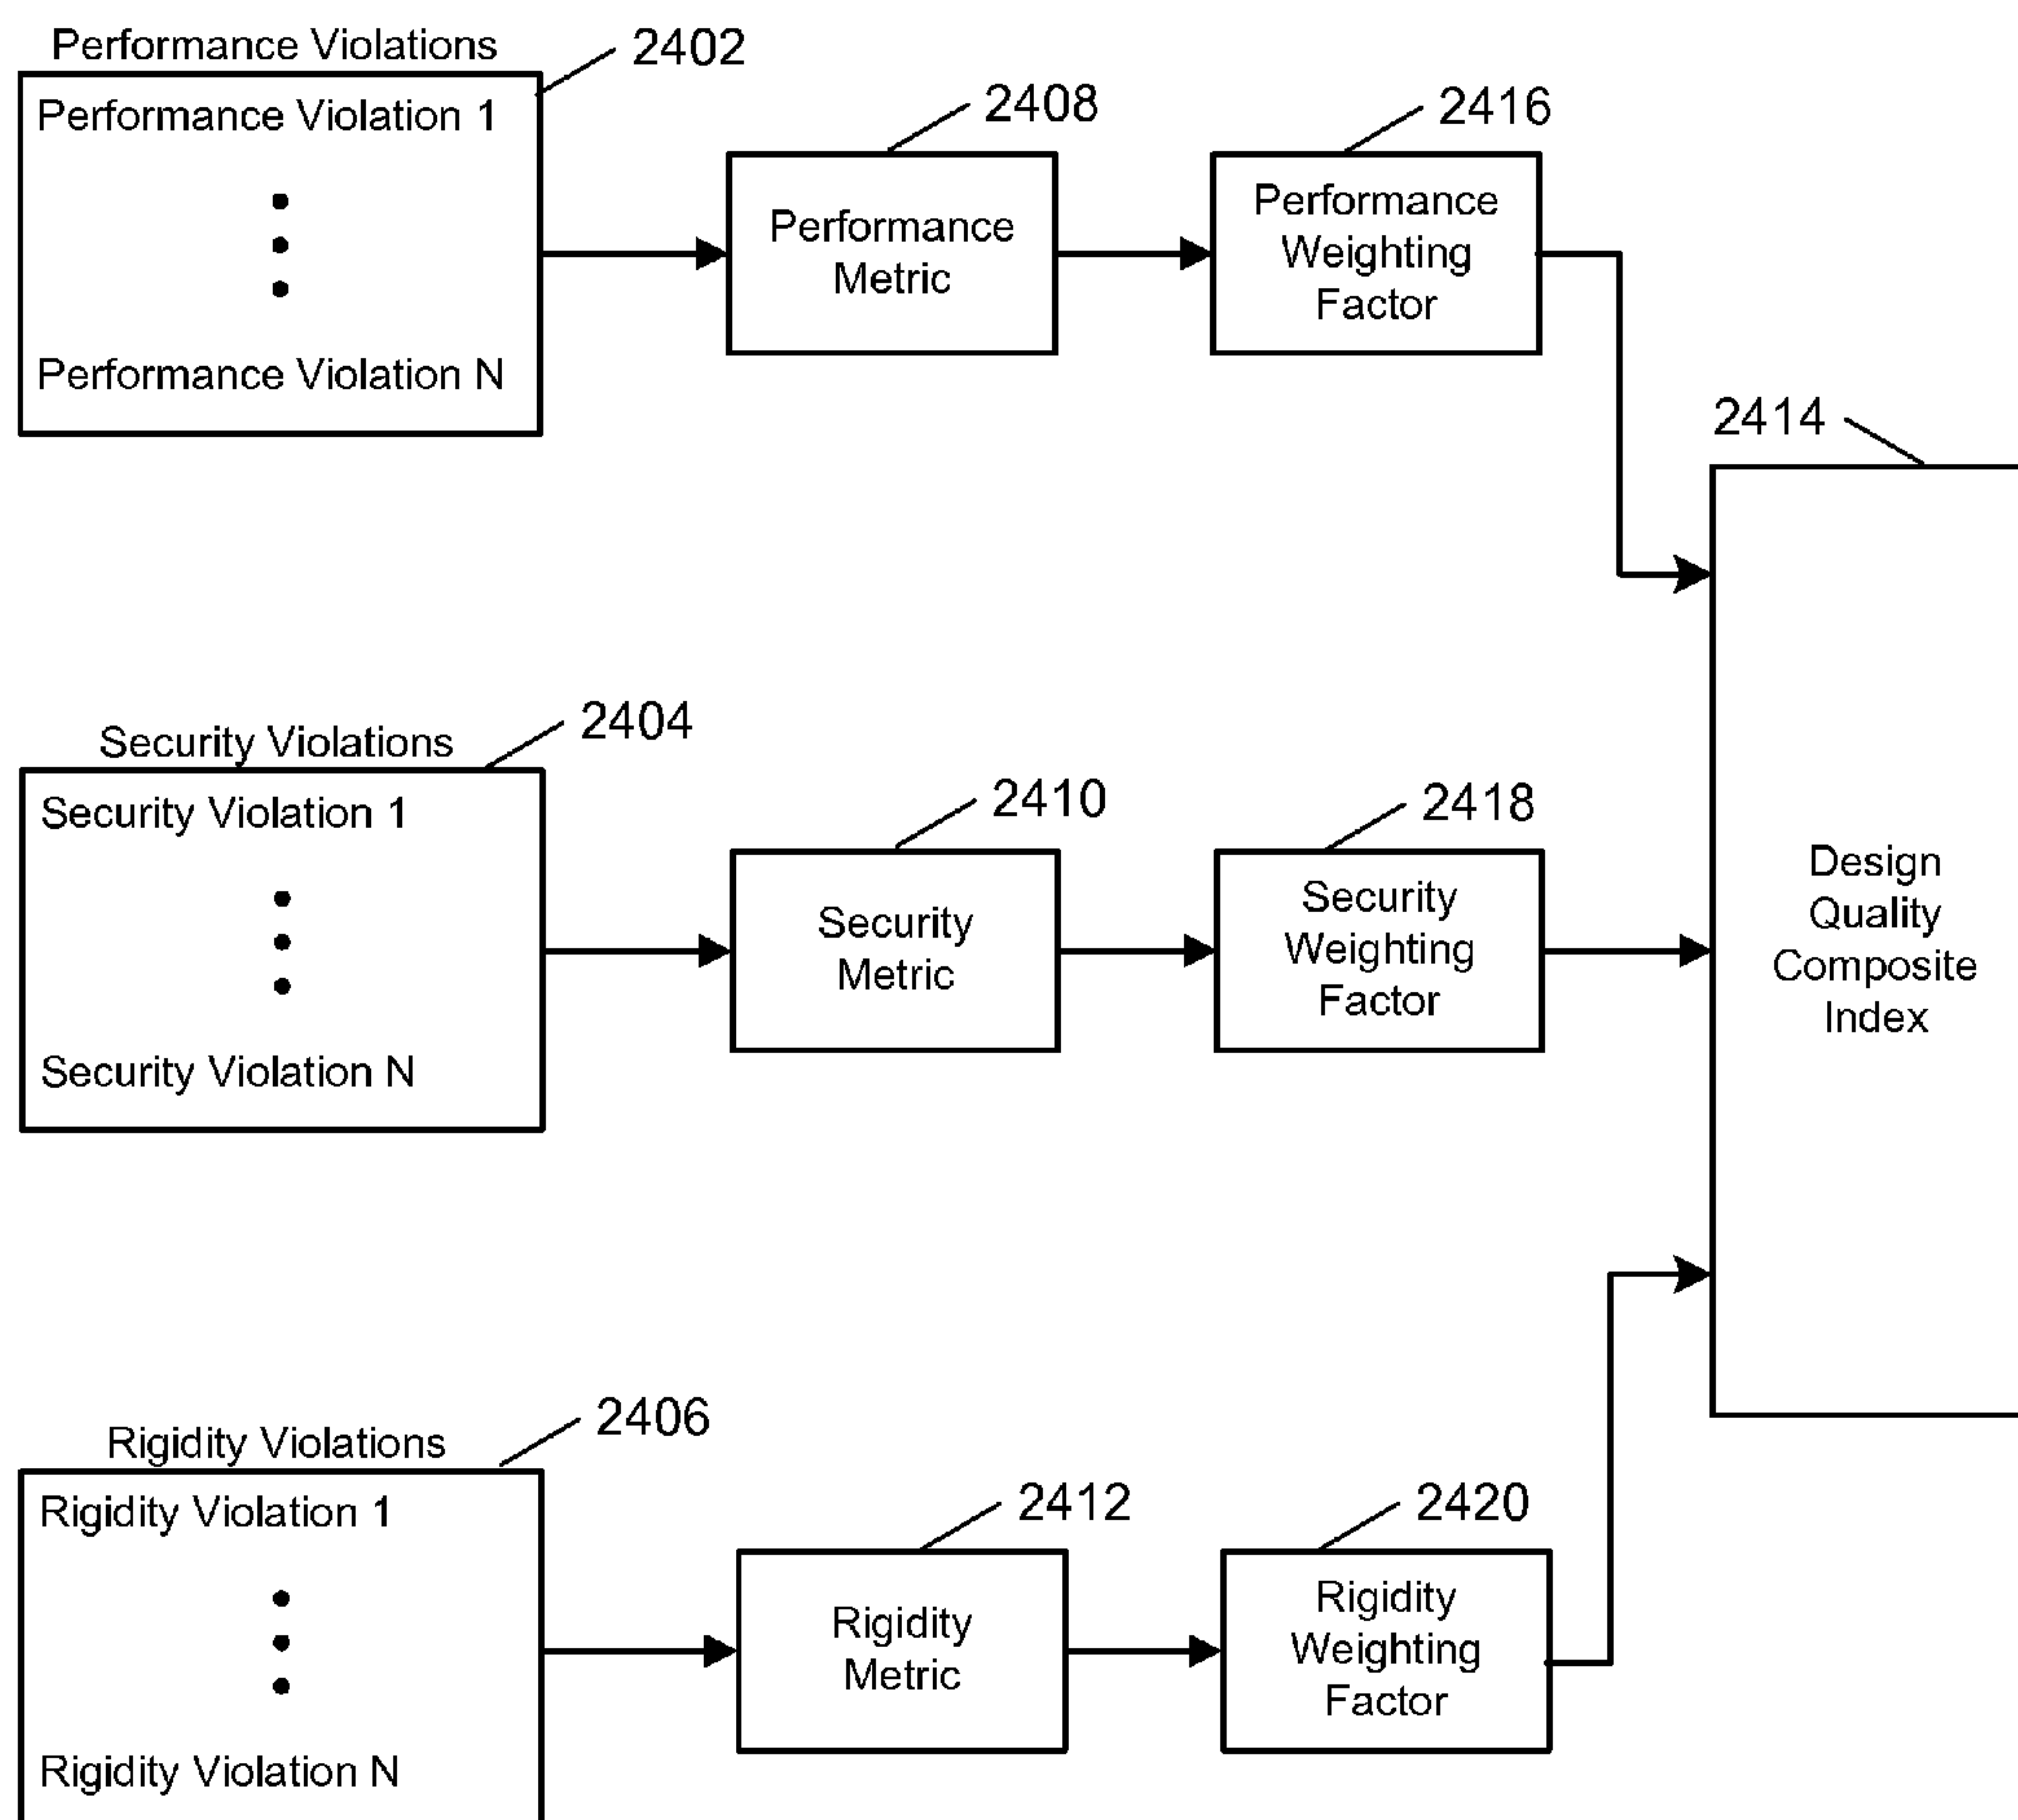 Performance Violations
2402
Performance Violation 1
Performance Violation N
2408
Performance
Metric
2416
Performance
Weighting
Factor
2414
Design
Quality
Composite
Index
Security Violations
2404
Security Violation 1
Security Violation N
2410
Security
Metric
2418
Security
Weighting
Factor
Rigidity Violations
2406
Rigidity Violation 1
Rigidity Violation N
2412
Rigidity
Metric
2420
Rigidity
Weighting
Factor